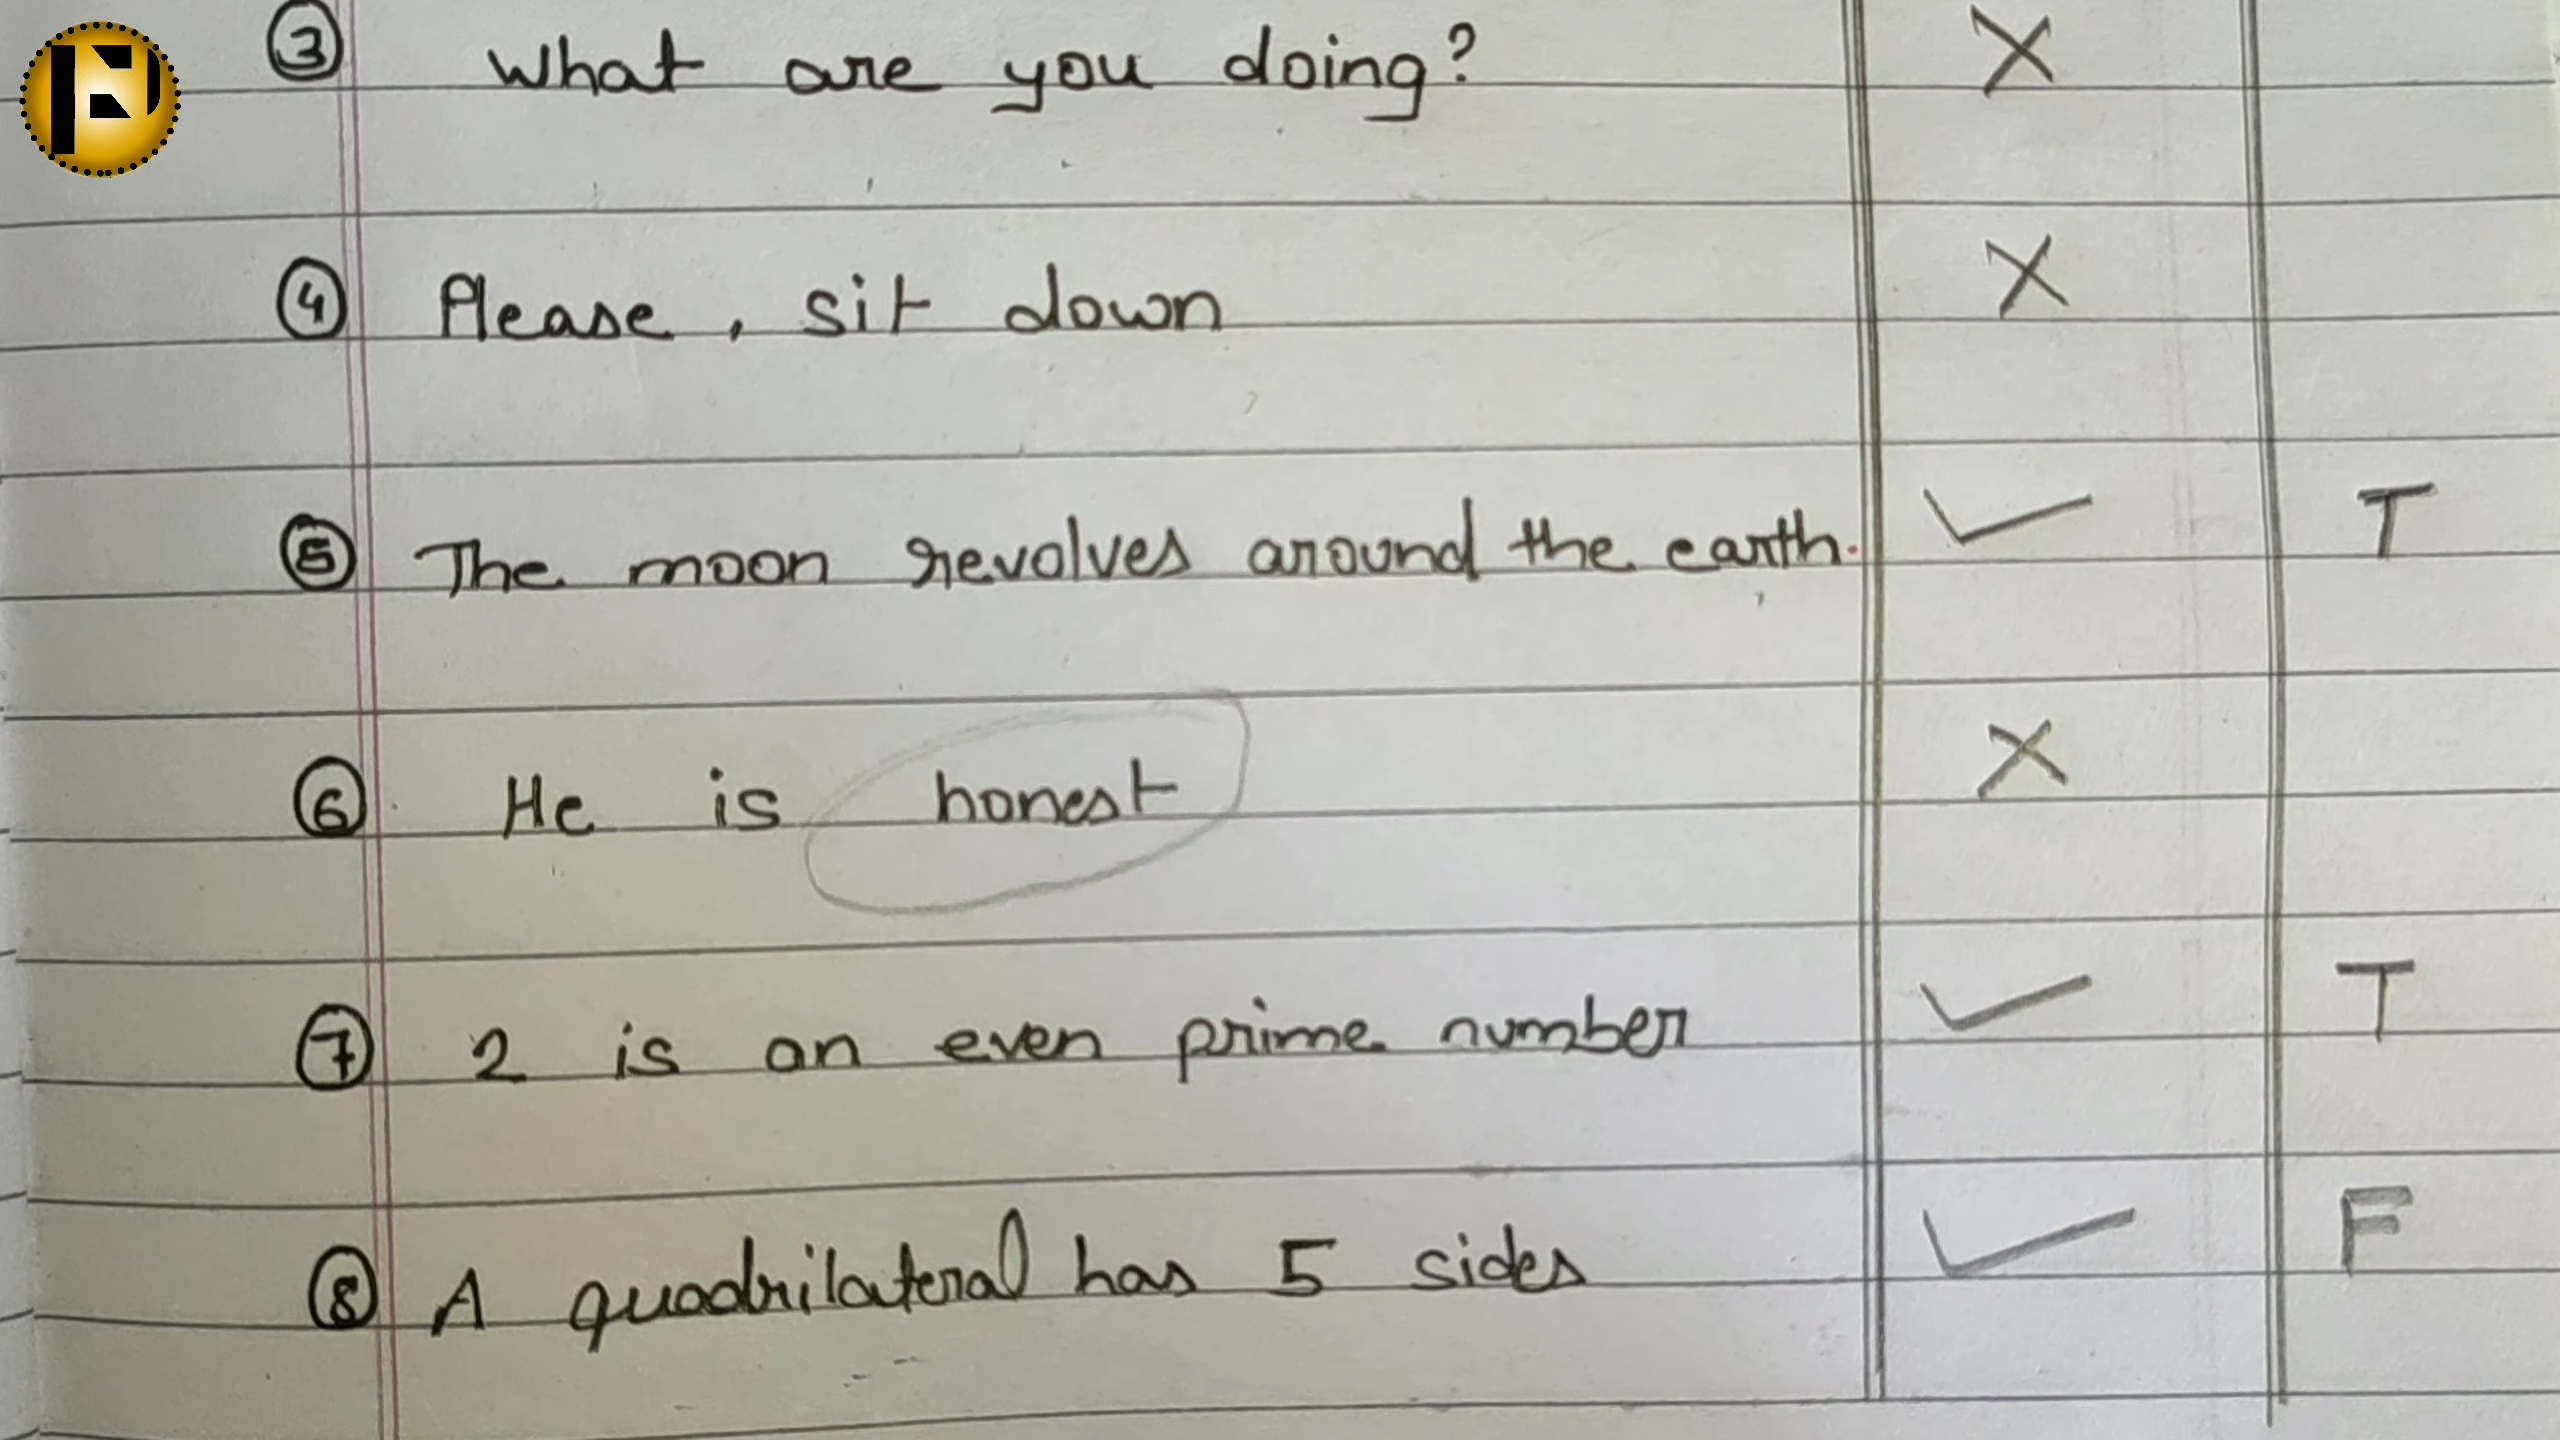 ③ What are you doing? X
④ Please, sit down X
⑤ The moon revolves around the earth. ✓ T
⑥ He is honest X
⑦ 2 is an even prime number ✓ T
⑧ A quadrilateral has 5 sides ✓ F